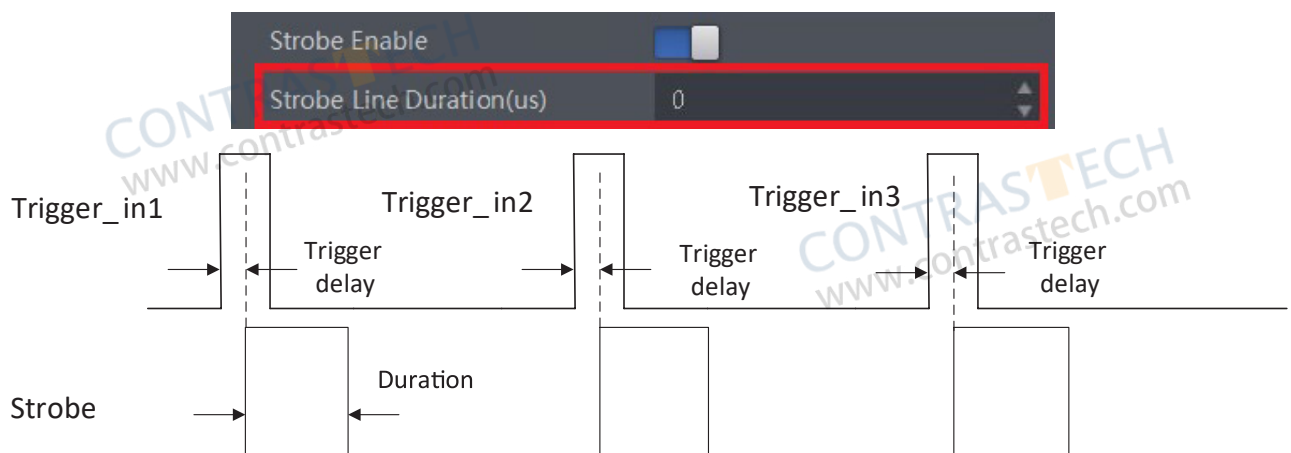 Strobe Enable
Strobe Line Duration(us) 0
CONTRASTECH
www.contrastech.com
CONTRASTECH
www.contrastech.com
Trigger_in1
Trigger_in2
Trigger_in3
Trigger
delay
Trigger
delay
Trigger
delay
Strobe
Duration